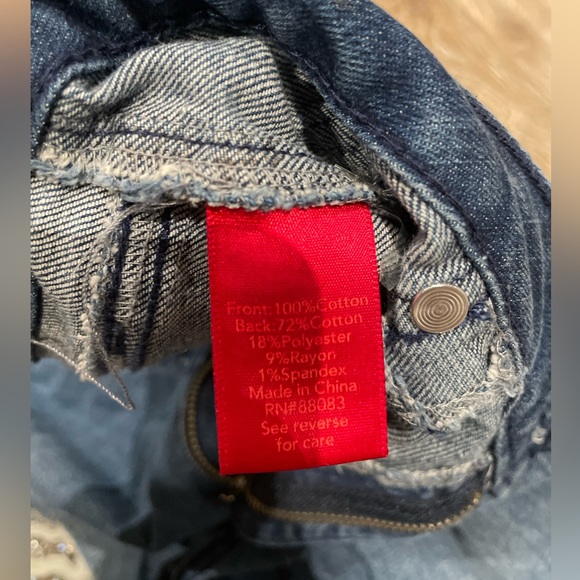 Front:100%Cotton
Back:72%Cotton
18%Polyaster
9%Rayon
1%Spandex
Made in China
RN#88083
See reverse
for care